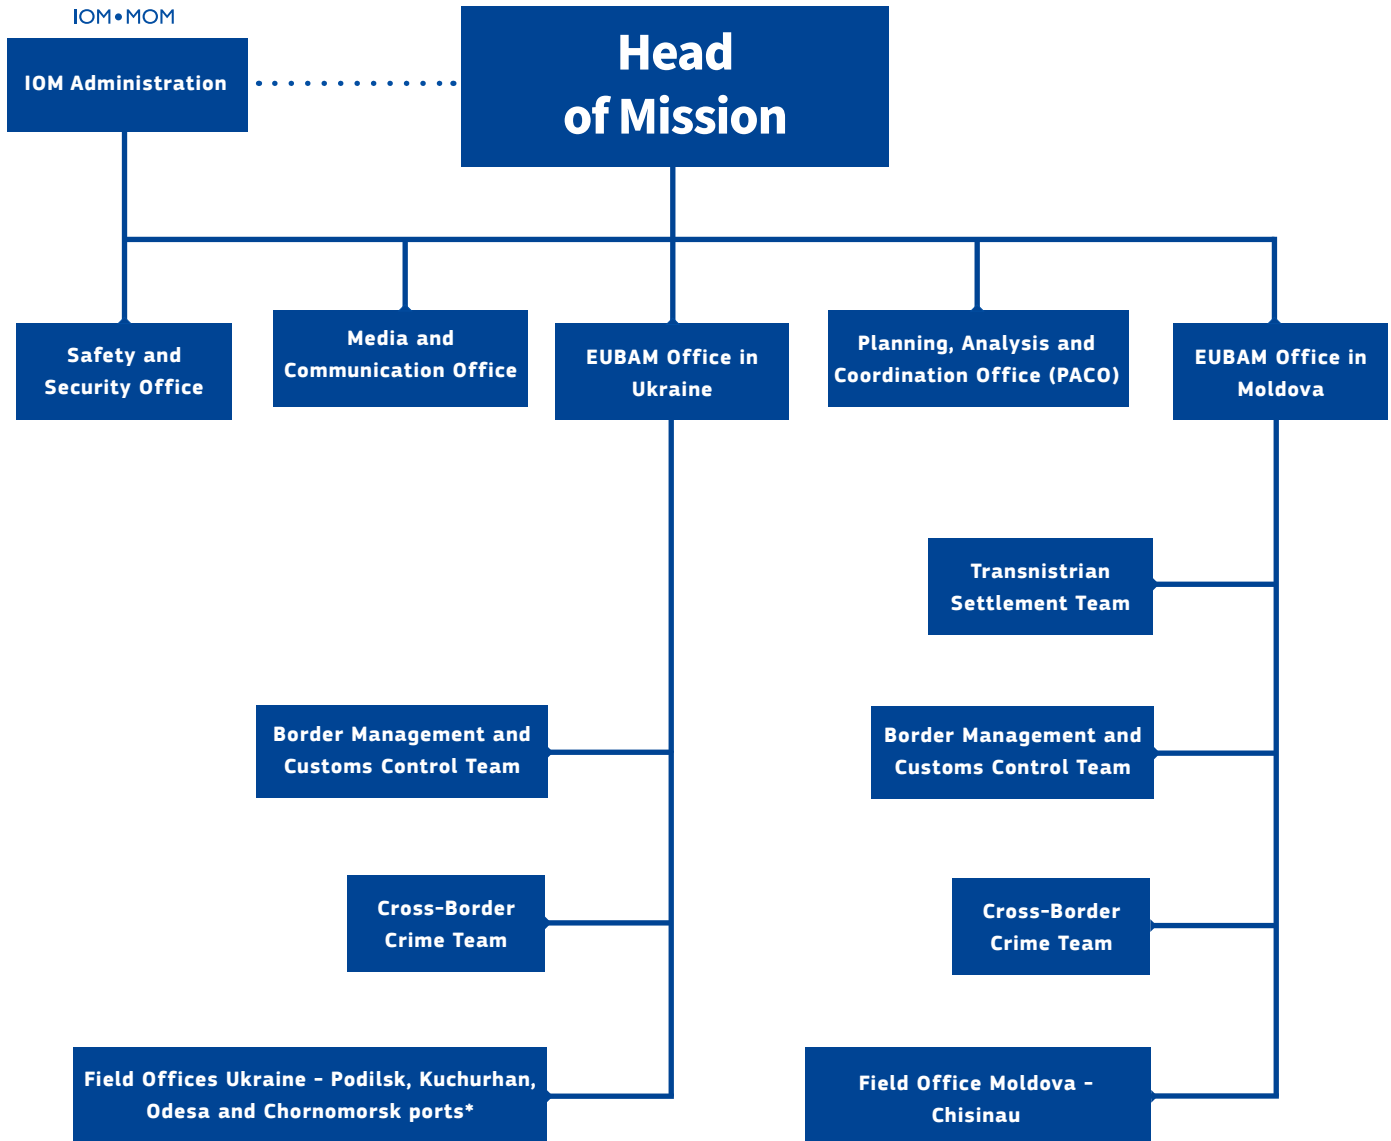 IOM•MOM
IOM Administration
Head
of Mission
Safety and
Security Office
Media and
Communication Office
EUBAM Office in
Ukraine
Planning, Analysis and
Coordination Office (PACO)
EUBAM Office in
Moldova
Transnistrian
Settlement Team
Border Management and
Customs Control Team
Border Management and
Customs Control Team
Cross-Border
Crime Team
Cross-Border
Crime Team
Field Offices Ukraine - Podilsk, Kuchurhan,
Odesa and Chornomorsk ports*
Field Office Moldova -
Chisinau